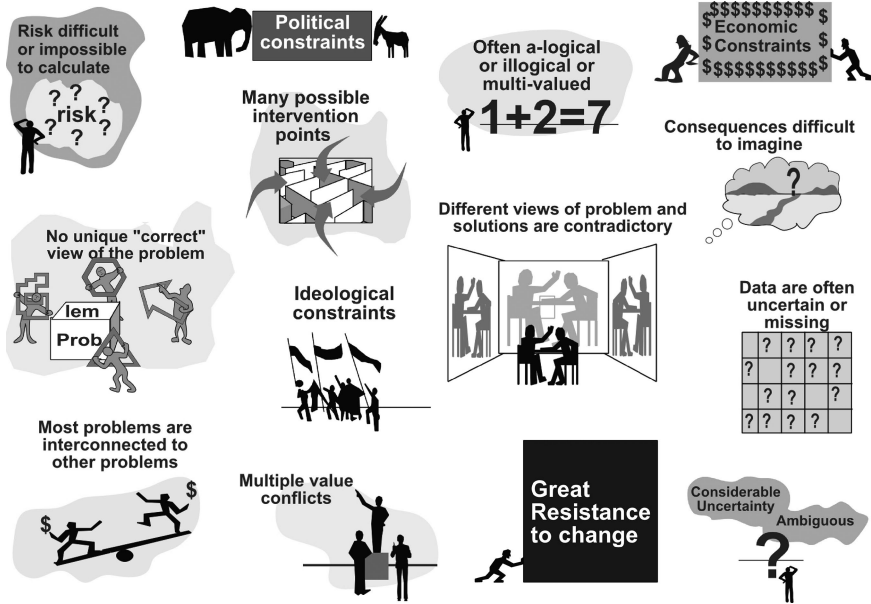 Risk difficult
or impossible
to calculate
? ? ? risk ? ? ?
Political
constraints
Often a-logical
or illogical or
multi-valued
1+2=7
$$$$$$$$$$
$ Economic $
$ Constraints $
$$$$$$$$$$
Many possible
intervention
points
Consequences difficult
to imagine
?
No unique "correct"
view of the problem
lem
Prob
Ideological
constraints
Different views of problem and
solutions are contradictory
Data are often
uncertain or
missing
? ? ? ?
? ? ? ?
? ? ?
? ? ? ?
Most problems are
interconnected to
other problems
$ $
Multiple value
conflicts
Great
Resistance
to change
Considerable
Uncertainty
Ambiguous
?